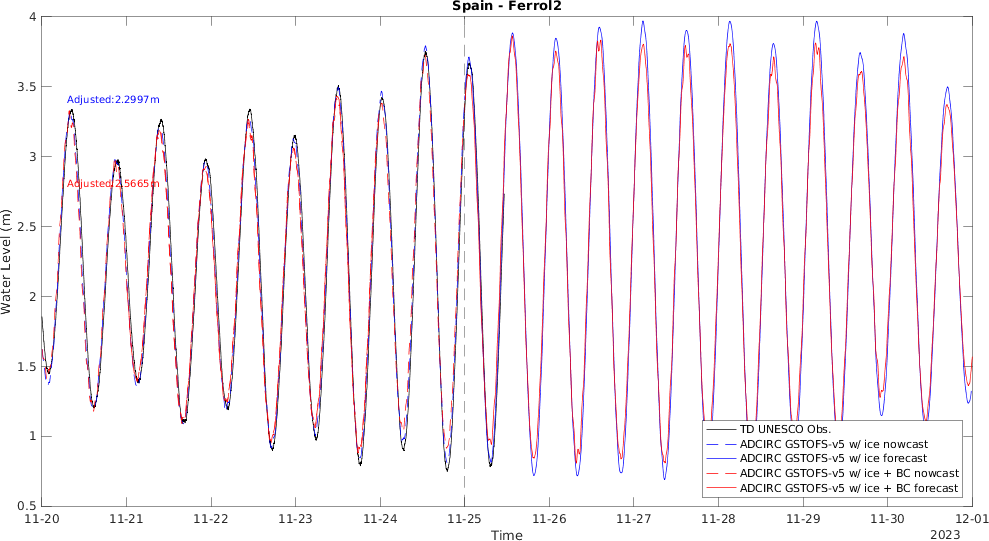 Spain - Ferrol2
Water Level (m)
4
3.5
3
2.5
2
1.5
1
0.5
Adjusted:2.2997m
Adjusted:2.5665m
TD UNESCO Obs.
ADCIRC GSTOFS-v5 w/ ice nowcast
ADCIRC GSTOFS-v5 w/ ice forecast
ADCIRC GSTOFS-v5 w/ ice + BC nowcast
ADCIRC GSTOFS-v5 w/ ice + BC forecast
11-20 11-21 11-22 11-23 11-24 11-25 11-26 11-27 11-28 11-29 11-30 12-01
Time
2023